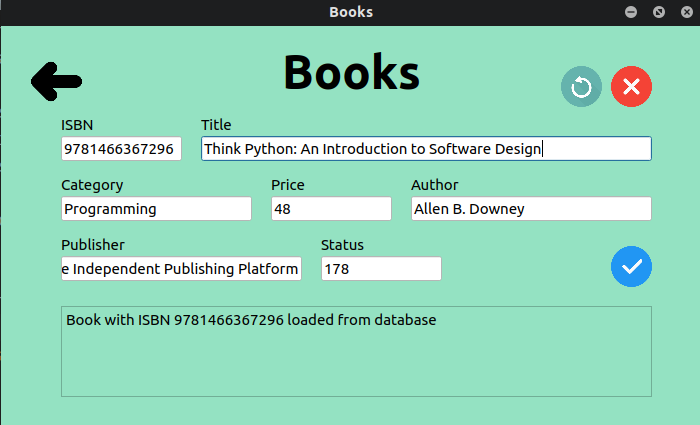 Books
Books
ISBN Title
9781466367296 Think Python: An Introduction to Software Design
Category Price Author
Programming 48 Allen B. Downey
Publisher Status
e Independent Publishing Platform 178
Book with ISBN 9781466367296 loaded from database